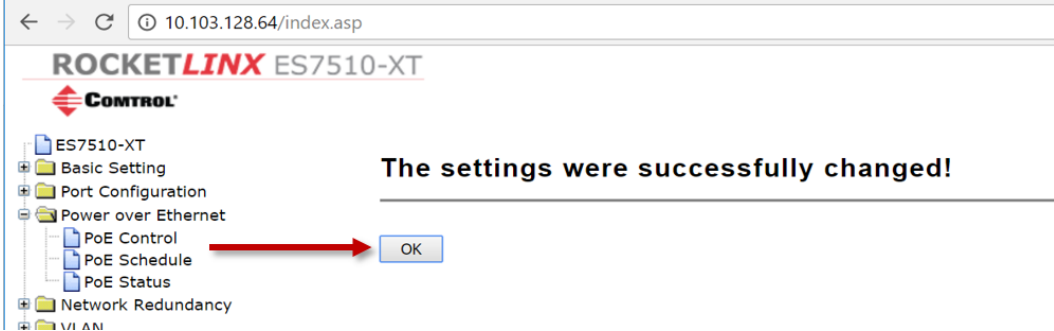 10.103.128.64/index.asp
ROCKETLINX ES7510-XT
COMTROL
ES7510-XT
Basic Setting
Port Configuration
Power over Ethernet
PoE Control
PoE Schedule
PoE Status
Network Redundancy
VLAN
The settings were successfully changed!
OK